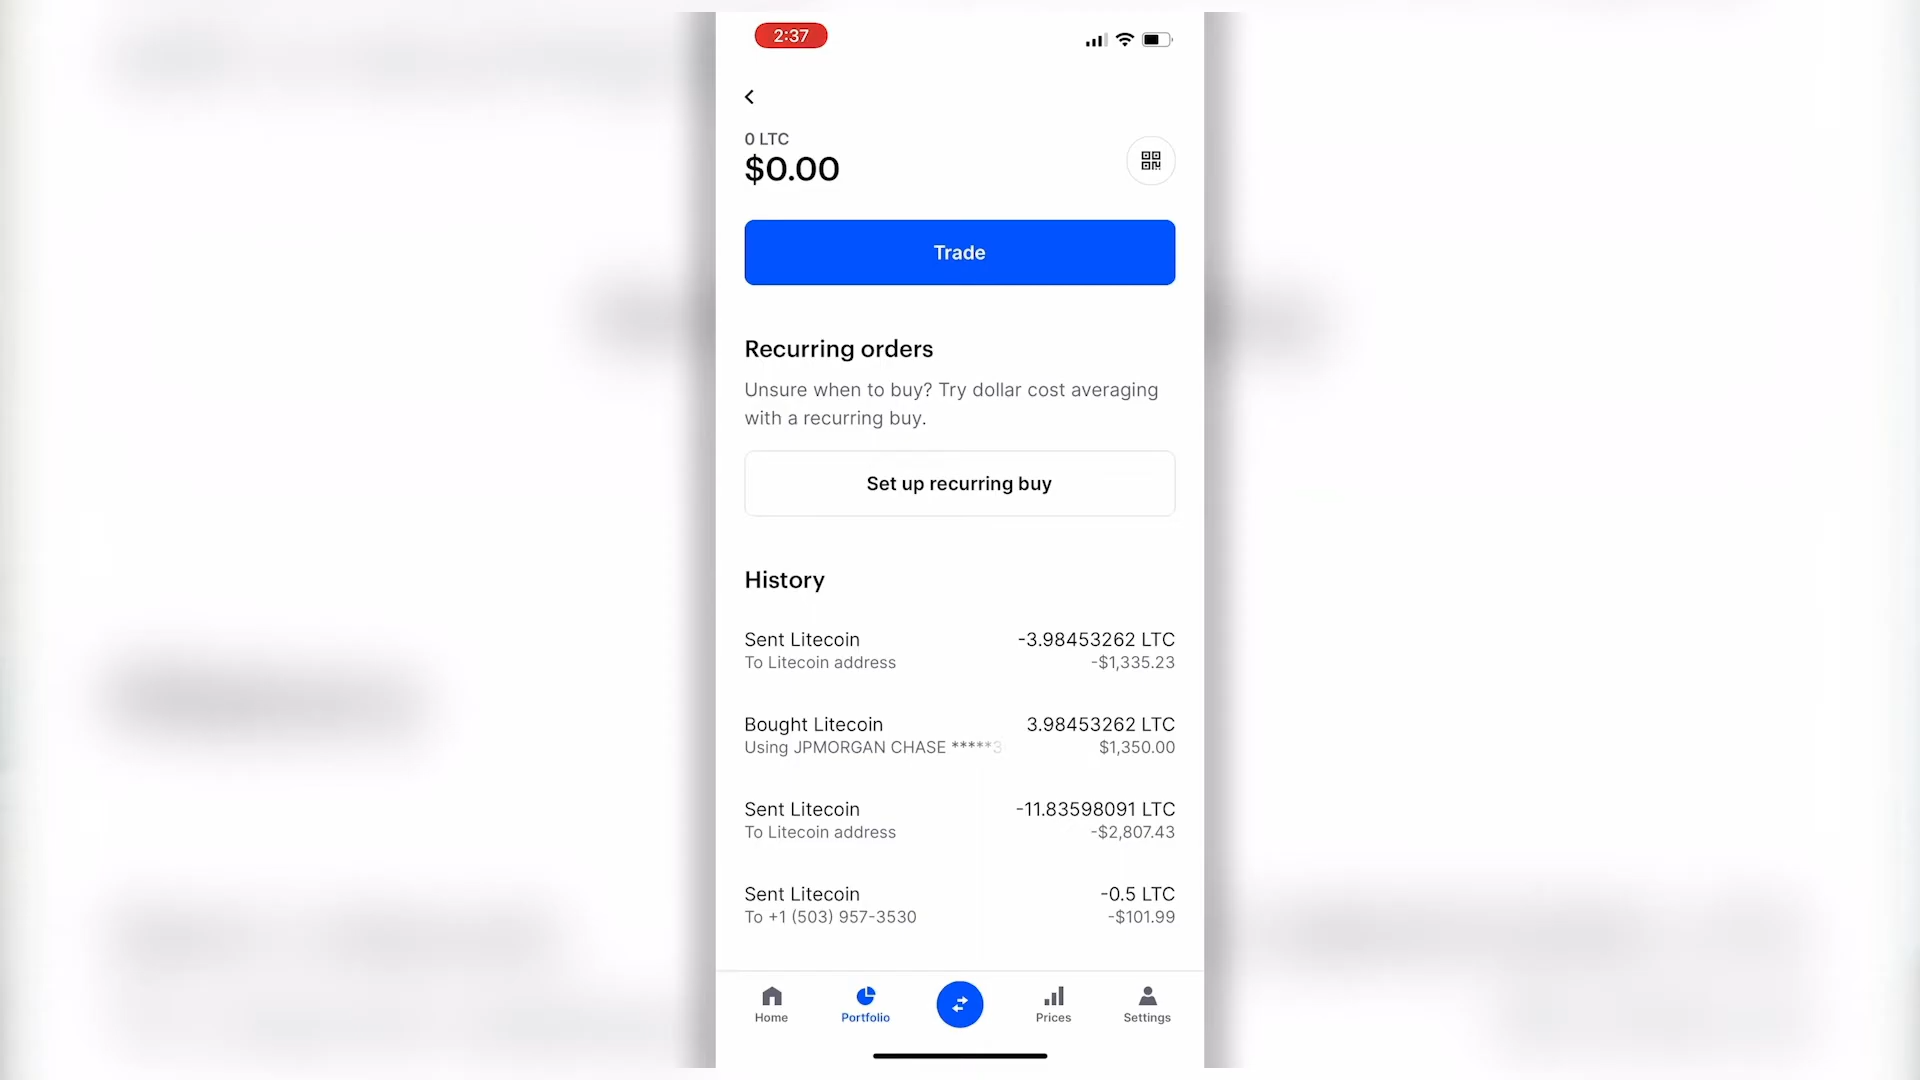 2:37
0 LTC
$0.00
Trade
Recurring orders
Unsure when to buy? Try dollar cost averaging
with a recurring buy.
Set up recurring buy
History
Sent Litecoin -3.98453262 LTC
To Litecoin address -$1,335.23
Bought Litecoin 3.98453262 LTC
Using JPMORGAN CHASE *****3 $1,350.00
Sent Litecoin -11.83598091 LTC
To Litecoin address -$2,807.43
Sent Litecoin -0.5 LTC
To +1 (503) 957-3530 -$101.99
Home Portfolio Prices Settings